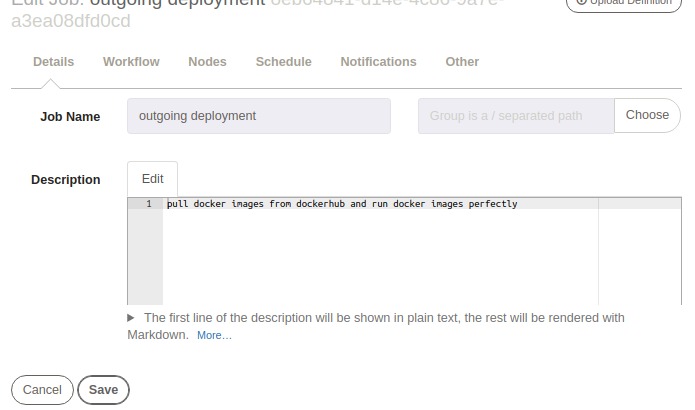 Edit Job: outgoing deployment 8eb64841-d14e-4c86-9a7e-
a3ea08dfd0cd
Upload Definition
Details Workflow Nodes Schedule Notifications Other
Job Name outgoing deployment Group is a / separated path Choose
Description Edit
1 pull docker images from dockerhub and run docker images perfectly
▶ The first line of the description will be shown in plain text, the rest will be rendered with
Markdown. More...
Cancel Save